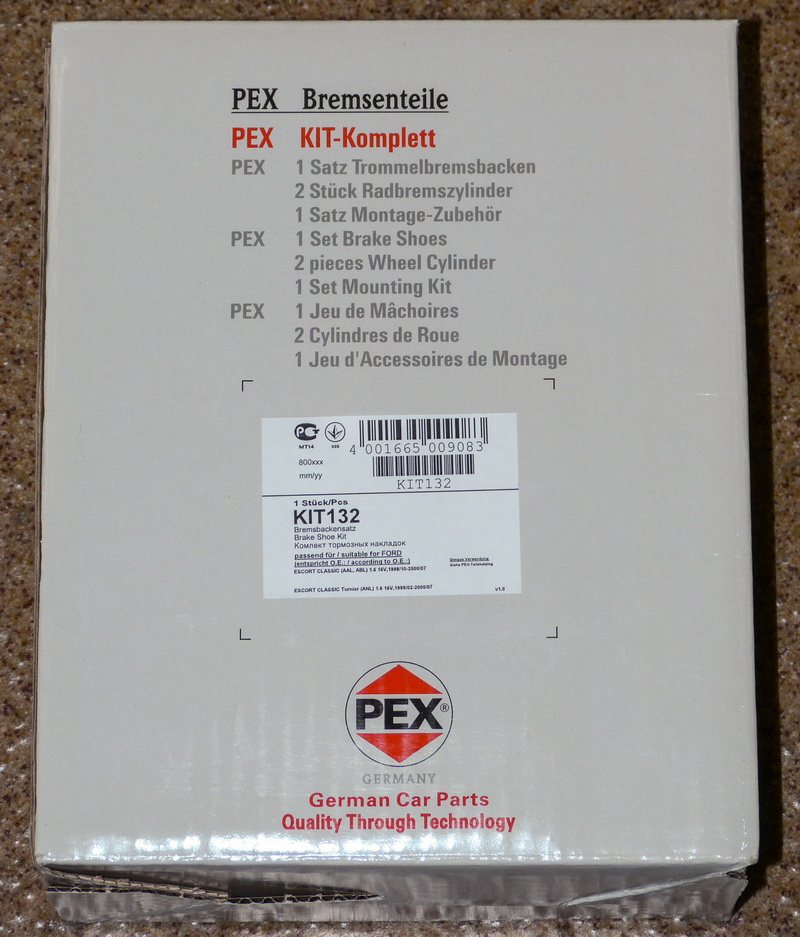 PEX Bremsenteile
PEX KIT-Komplett
PEX 1 Satz Trommelbremsbacken
2 Stück Radbremszylinder
1 Satz Montage-Zubehör
PEX 1 Set Brake Shoes
2 pieces Wheel Cylinder
1 Set Mounting Kit
PEX 1 Jeu de Mâchoires
2 Cylindres de Roue
1 Jeu d'Accessoires de Montage
MT14
4 001665 009083
800xxx
mm/yy
KIT132
1 Stück/Pcs
KIT132
Bremsbackensatz
Brake Shoe Kit
Комлект тормозных накладок
passend für / suitable for FORD
(entspricht O.E.: / according to O.E.:)
Genaue Verwendung:
siehe PEX-Teilekatalog
ESCORT CLASSIC (AAL, ABL) 1.6 16V,1998/10-2000/07
ESCORT CLASSIC Turnier (ANL) 1.6 16V,1999/02-2000/07
v1.0
PEX®
GERMANY
German Car Parts
Quality Through Technology